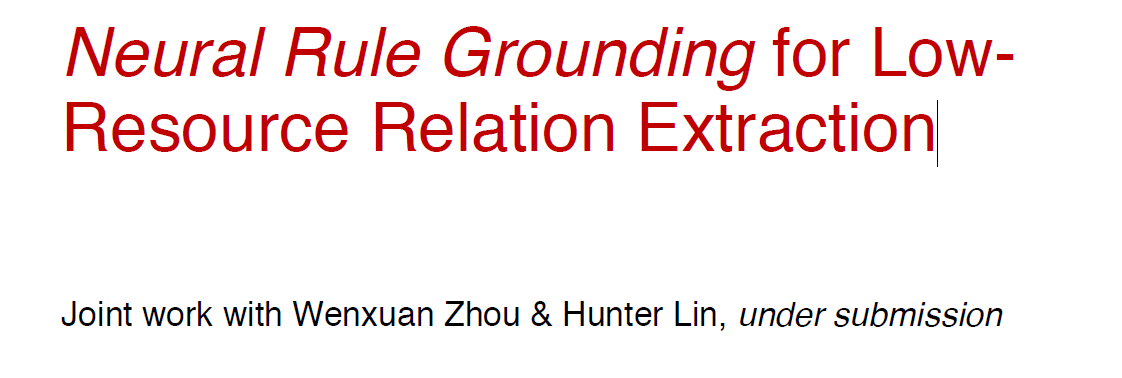 Neural Rule Grounding for Low-
Resource Relation Extraction
Joint work with Wenxuan Zhou & Hunter Lin, under submission